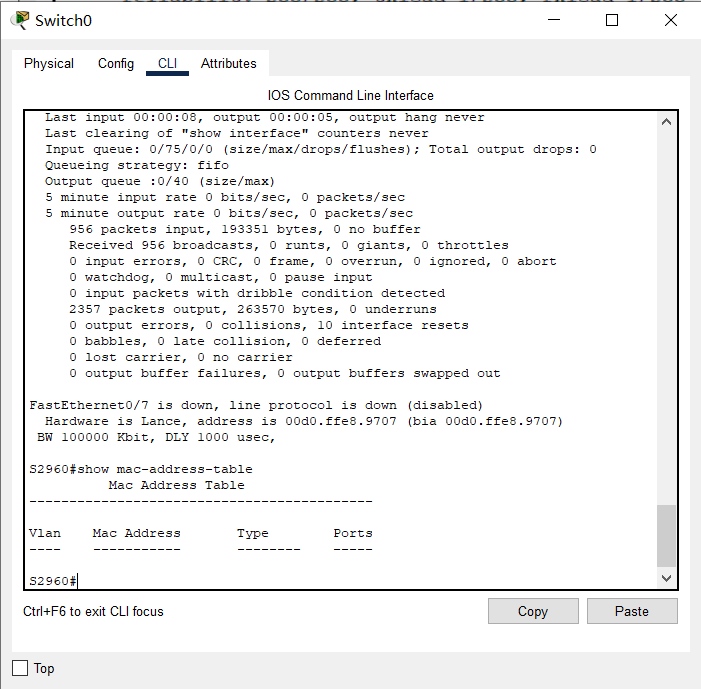 Switch0
Physical Config CLI Attributes
IOS Command Line Interface
Last input 00:00:08, output 00:00:05, output hang never
Last clearing of "show interface" counters never
Input queue: 0/75/0/0 (size/max/drops/flushes); Total output drops: 0
Queueing strategy: fifo
Output queue :0/40 (size/max)
5 minute input rate 0 bits/sec, 0 packets/sec
5 minute output rate 0 bits/sec, 0 packets/sec
956 packets input, 193351 bytes, 0 no buffer
Received 956 broadcasts, 0 runts, 0 giants, 0 throttles
0 input errors, 0 CRC, 0 frame, 0 overrun, 0 ignored, 0 abort
0 watchdog, 0 multicast, 0 pause input
0 input packets with dribble condition detected
2357 packets output, 263570 bytes, 0 underruns
0 output errors, 0 collisions, 10 interface resets
0 babbles, 0 late collision, 0 deferred
0 lost carrier, 0 no carrier
0 output buffer failures, 0 output buffers swapped out
FastEthernet0/7 is down, line protocol is down (disabled)
Hardware is Lance, address is 00d0.ffe8.9707 (bia 00d0.ffe8.9707)
BW 100000 Kbit, DLY 1000 usec,
S2960#show mac-address-table
Mac Address Table
-------------------------------------------
Vlan Mac Address Type Ports
---- ----------- -------- -----
S2960#
Ctrl+F6 to exit CLI focus
Copy Paste
Top